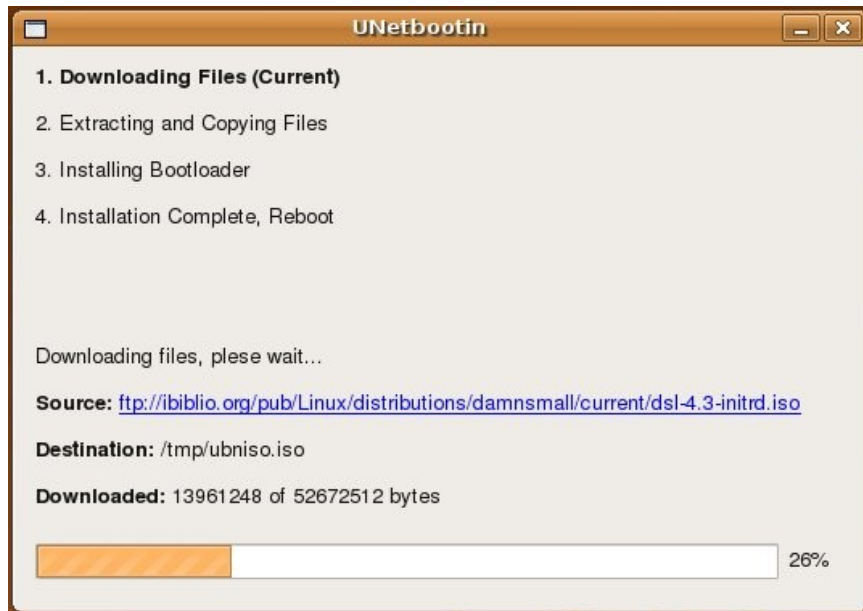 UNetbootin
1. Downloading Files (Current)
2. Extracting and Copying Files
3. Installing Bootloader
4. Installation Complete, Reboot
Downloading files, plese wait...
Source: ftp://ibiblio.org/pub/Linux/distributions/damnsmall/current/dsl-4.3-initrd.iso
Destination: /tmp/ubniso.iso
Downloaded: 13961248 of 52672512 bytes
26%